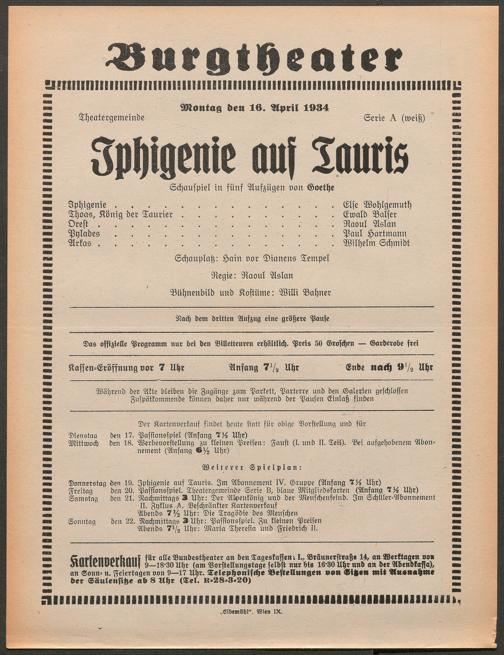 Burgtheater
Montag den 16. April 1934
Theatergemeinde Serie A (weiß)
Iphigenie auf Tauris
Schauspiel in fünf Aufzügen von Goethe
Iphigenie . . . . . . . . . . . . Else Wohlgemuth
Thoas, König der Taurier . . . . . . . . . . Ewald Balser
Orest . . . . . . . . . . . . . Raoul Aslan
Pylades . . . . . . . . . . . . Paul Hartmann
Arkas . . . . . . . . . . . . . Wilhelm Schmidt
Schauplatz: Hain vor Dianens Tempel
Regie: Raoul Aslan
Bühnenbild und Kostüme: Willi Bahner
Nach dem dritten Aufzug eine größere Pause
Das offizielle Programm nur bei den Billetteuren erhältlich. Preis 50 Groschen — Garderobe frei
Kassen-Eröffnung vor 7 Uhr Anfang 7½ Uhr Ende nach 9½ Uhr
Während der Akte bleiben die Zugänge zum Parkett, Parterre und den Galerien geschlossen
Zuspätkommende können daher nur während der Pausen Einlaß finden
Der Kartenverkauf findet heute statt für obige Vorstellung und für
Dienstag den 17. Passionsspiel (Anfang 7½ Uhr)
Mittwoch den 18. Werbevorstellung zu kleinen Preisen: Faust (I. und II. Teil). Bei aufgehobenen Abon-
nement (Anfang 6½ Uhr)
Weiterer Spielplan:
Donnerstag den 19. Iphigenie auf Tauris. Im Abonnement IV. Gruppe (Anfang 7½ Uhr)
Freitag den 20. Passionsspiel. Theatergemeinde Serie B, blaue Mitgliedskarten (Anfang 7½ Uhr)
Samstag den 21. Nachmittags 3 Uhr: Der Alpenkönig und der Menschenfeind. Im Schüler-Abonnement
II. Zyklus A. Beschränkter Kartenverkauf
Abends 7½ Uhr: Die Tragödie des Menschen
Sonntag den 22. Nachmittags 3 Uhr: Passionsspiel. Zu kleinen Preisen
Abends 7½ Uhr: Maria Theresia und Friedrich II.
Kartenverkauf für alle Bundestheater an den Tageskassen: I., Bräunerstraße 14, an Werktagen von
9—18·30 Uhr (am Vorstellungstage selbst nur bis 16·30 Uhr und an der Abendkassa),
an Sonn- u. Feiertagen von 9—17 Uhr. Telephonische Bestellungen von Sitzen mit Ausnahme
der Säulensitze ab 8 Uhr (Tel. R-28-3-20)
„Elbemühl“, Wien IX.